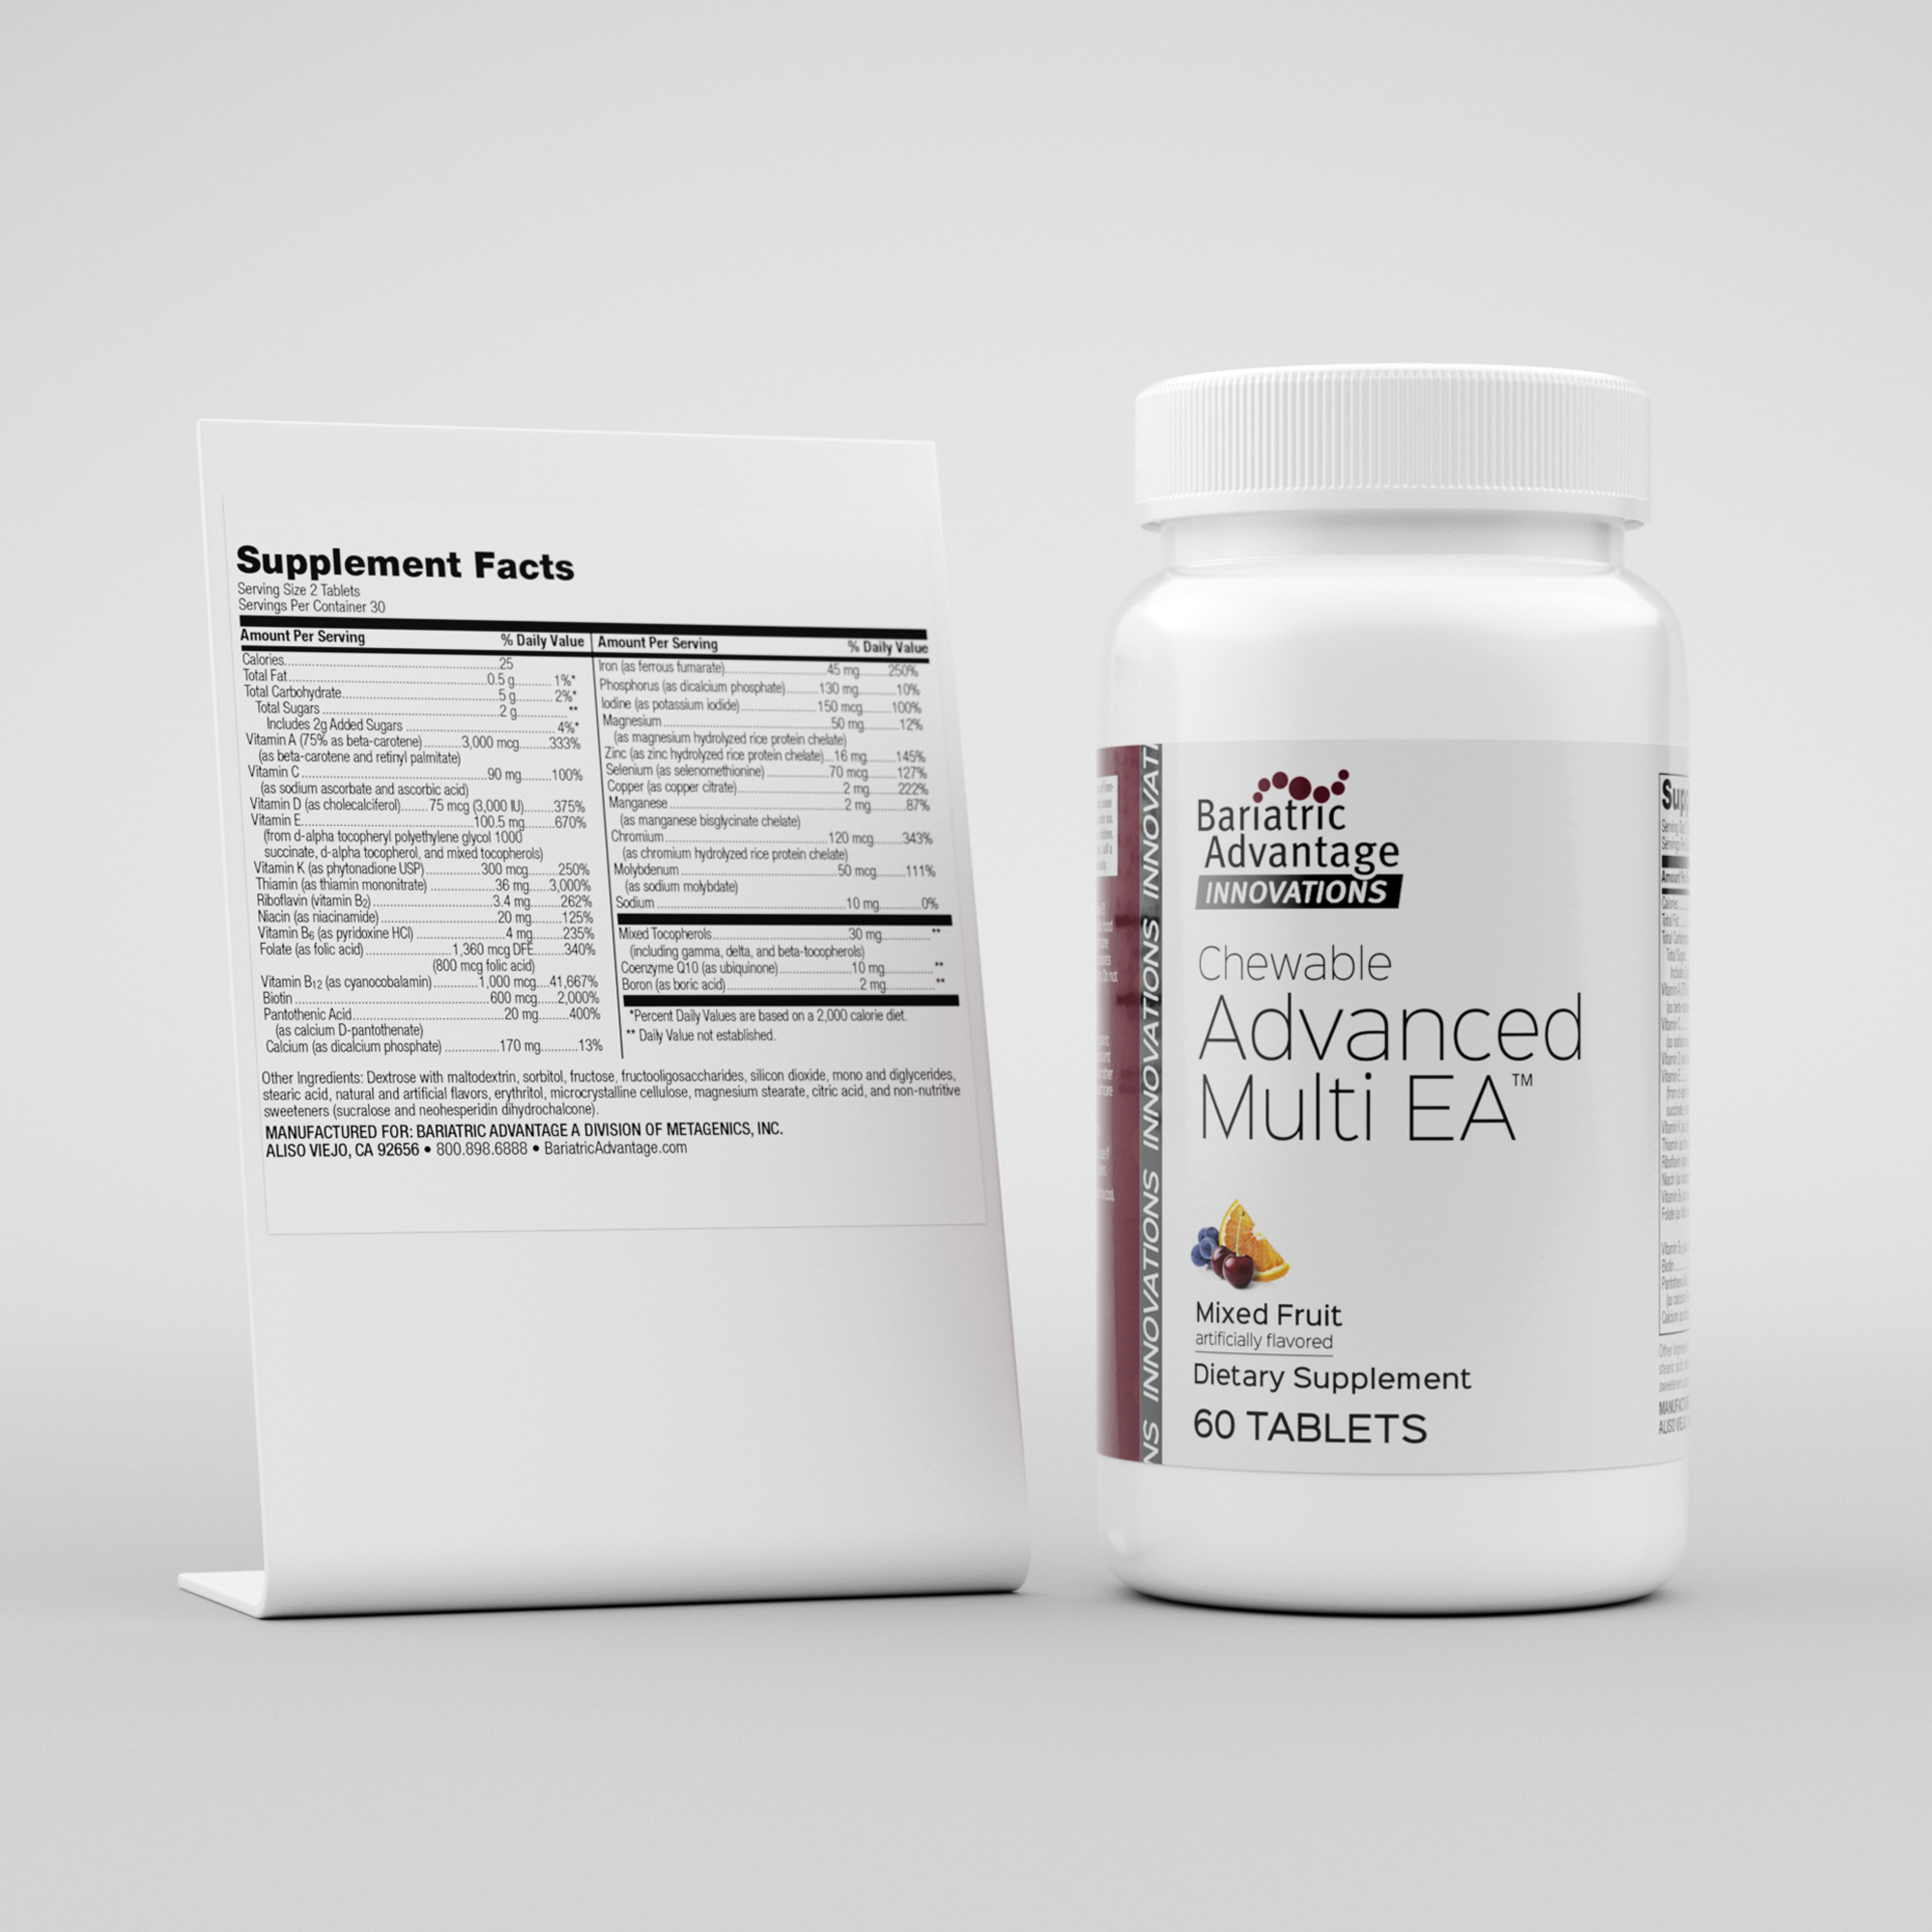 Supplement Facts
Serving Size 2 Tablets
Servings Per Container 30
Amount Per Serving % Daily Value
Calories 25
Total Fat 0.5 g 1%*
Total Carbohydrate 5 g 2%*
Total Sugars 2 g **
Includes 2g Added Sugars 4%*
Vitamin A (75% as beta-carotene) 3,000 mcg 333%
(as beta-carotene and retinyl palmitate)
Vitamin C 90 mg 100%
(as sodium ascorbate and ascorbic acid)
Vitamin D (as cholecalciferol) 75 mcg (3,000 IU) 375%
Vitamin E 100.5 mg 670%
(from d-alpha tocopheryl polyethylene glycol 1000
succinate, d-alpha tocopherol, and mixed tocopherols)
Vitamin K (as phytonadione USP) 300 mcg 250%
Thiamin (as thiamin mononitrate) 36 mg 3,000%
Riboflavin (vitamin B2) 3.4 mg 262%
Niacin (as niacinamide) 20 mg 125%
Vitamin B6 (as pyridoxine HCl) 4 mg 235%
Folate (as folic acid) 1,360 mcg DFE 340%
(800 mcg folic acid)
Vitamin B12 (as cyanocobalamin) 1,000 mcg 41,667%
Biotin 600 mcg 2,000%
Pantothenic Acid 20 mg 400%
(as calcium D-pantothenate)
Calcium (as dicalcium phosphate) 170 mg 13%
Amount Per Serving % Daily Value
Iron (as ferrous fumarate) 45 mg 250%
Phosphorus (as dicalcium phosphate) 130 mg 10%
Iodine (as potassium iodide) 150 mcg 100%
Magnesium 50 mg 12%
(as magnesium hydrolyzed rice protein chelate)
Zinc (as zinc hydrolyzed rice protein chelate) 16 mg 145%
Selenium (as selenomethionine) 70 mcg 127%
Copper (as copper citrate) 2 mg 222%
Manganese 2 mg 87%
(as manganese bisglycinate chelate)
Chromium 120 mcg 343%
(as chromium hydrolyzed rice protein chelate)
Molybdenum 50 mcg 111%
(as sodium molybdate)
Sodium 10 mg 0%
Mixed Tocopherols 30 mg **
(including gamma, delta, and beta-tocopherols)
Coenzyme Q10 (as ubiquinone) 10 mg **
Boron (as boric acid) 2 mg **
*Percent Daily Values are based on a 2,000 calorie diet.
** Daily Value not established.
Other Ingredients: Dextrose with maltodextrin, sorbitol, fructose, fructooligosaccharides, silicon dioxide, mono and diglycerides,
stearic acid, natural and artificial flavors, erythritol, microcrystalline cellulose, magnesium stearate, citric acid, and non-nutritive
sweeteners (sucralose and neohesperidin dihydrochalcone).
MANUFACTURED FOR: BARIATRIC ADVANTAGE A DIVISION OF METAGENICS, INC.
ALISO VIEJO, CA 92656 • 800.898.6888 • BariatricAdvantage.com
INNOVATIONS INNOVATIONS INNOVATIONS
Bariatric
Advantage
INNOVATIONS
Chewable
Advanced
Multi EA™
Mixed Fruit
artificially flavored
Dietary Supplement
60 TABLETS